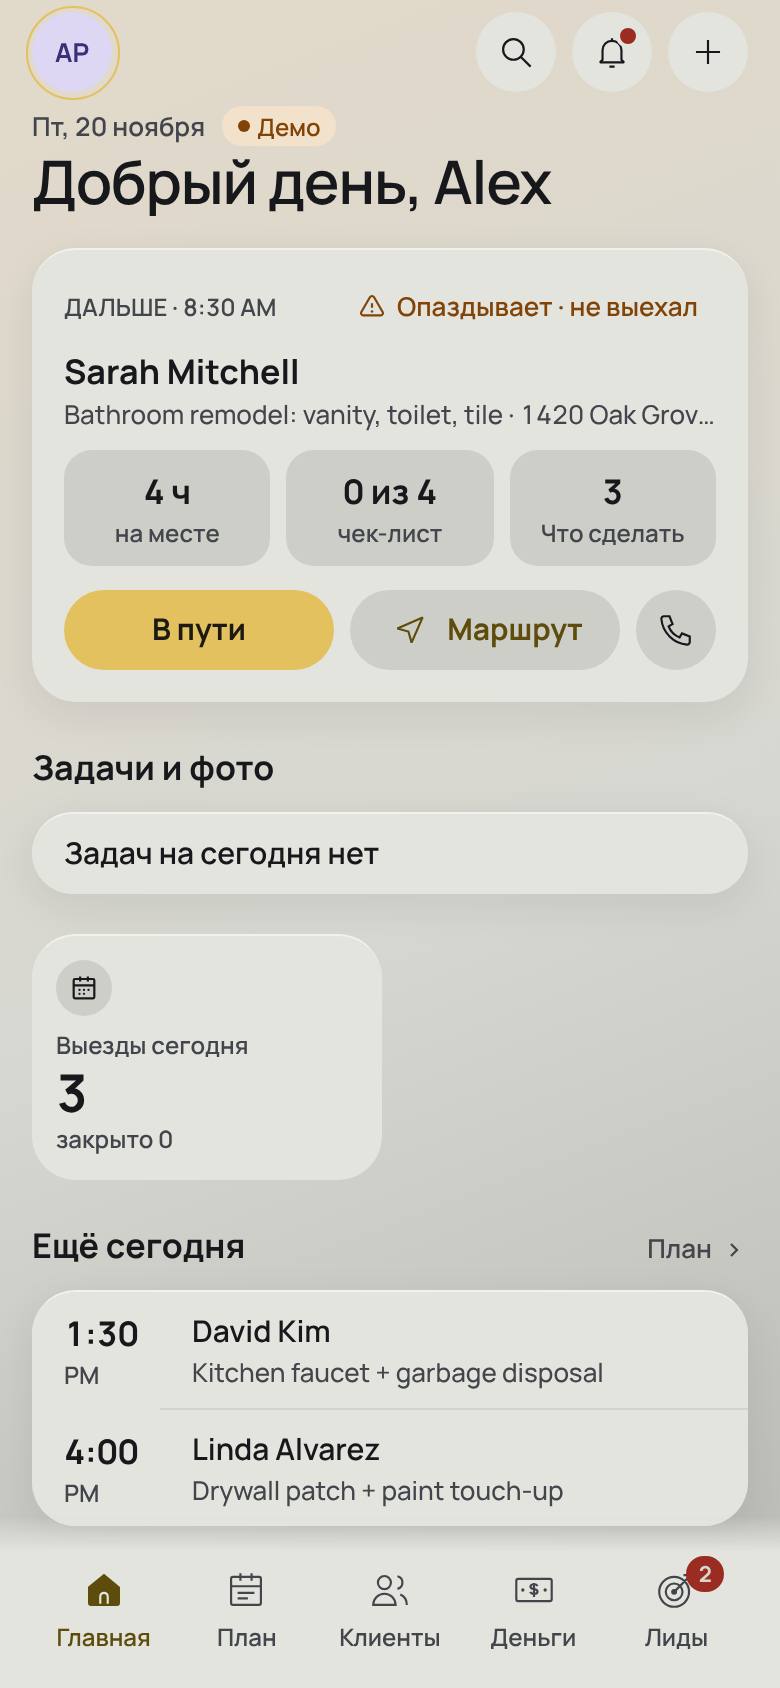 AP
Пт, 20 ноября Демо
Добрый день, Alex
ДАЛЬШЕ · 8:30 AM Опаздывает · не выехал
Sarah Mitchell
Bathroom remodel: vanity, toilet, tile · 1420 Oak Grov…
4 ч 0 из 4 3
на месте чек-лист Что сделать
В пути Маршрут
Задачи и фото
Задач на сегодня нет
Выезды сегодня
3
закрыто 0
Ещё сегодня План
1:30 David Kim
PM Kitchen faucet + garbage disposal
4:00 Linda Alvarez
PM Drywall patch + paint touch-up
2
Главная План Клиенты Деньги Лиды